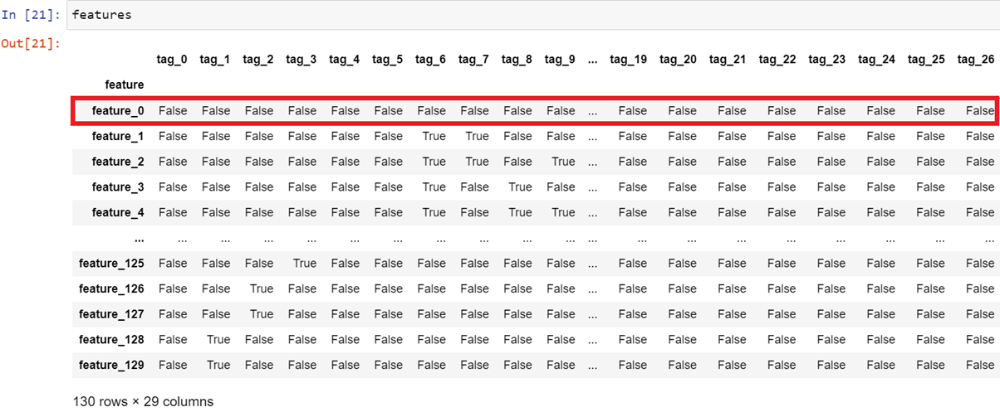 In [21]: features
Out[21]:
tag_0 tag_1 tag_2 tag_3 tag_4 tag_5 tag_6 tag_7 tag_8 tag_9 ... tag_19 tag_20 tag_21 tag_22 tag_23 tag_24 tag_25 tag_26
feature
feature_0 False False False False False False False False False False ... False False False False False False False False
feature_1 False False False False False False True True False False ... False False False False False False False False
feature_2 False False False False False False True True False True ... False False False False False False False False
feature_3 False False False False False False True False True False ... False False False False False False False False
feature_4 False False False False False False True False True True ... False False False False False False False False
... ... ... ... ... ... ... ... ... ... ... ... ... ... ... ... ... ... ... ...
feature_125 False False False True False False False False False False ... False False False False False False False False
feature_126 False False True False False False False False False False ... False False False False False False False False
feature_127 False False True False False False False False False False ... False False False False False False False False
feature_128 False True False False False False False False False False ... False False False False False False False False
feature_129 False True False False False False False False False False ... False False False False False False False False
130 rows × 29 columns